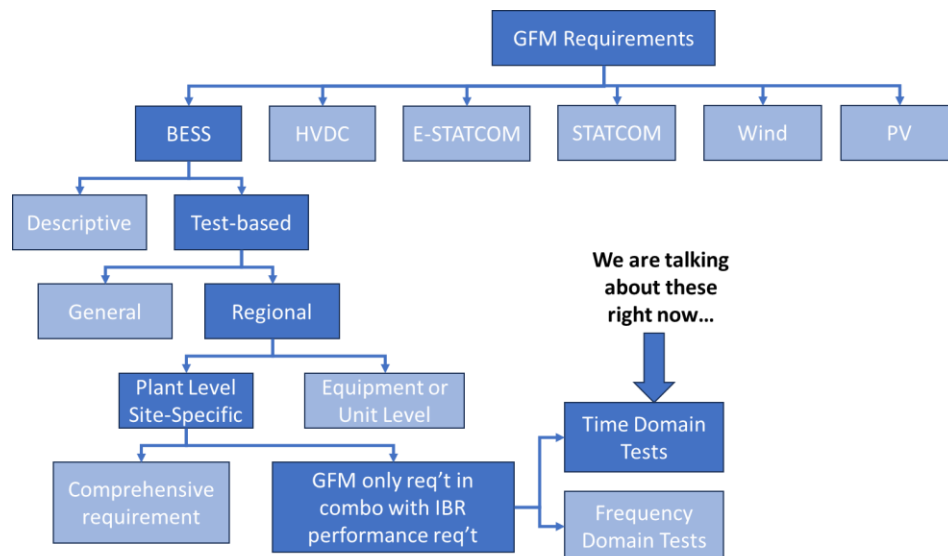 GFM Requirements
BESS
HVDC
E-STATCOM
STATCOM
Wind
PV
Descriptive
Test-based
General
Regional
We are talking
about these
right now...
Plant Level
Site-Specific
Equipment or
Unit Level
Time Domain
Tests
Comprehensive
requirement
GFM only req't in
combo with IBR
performance req't
Frequency
Domain Tests